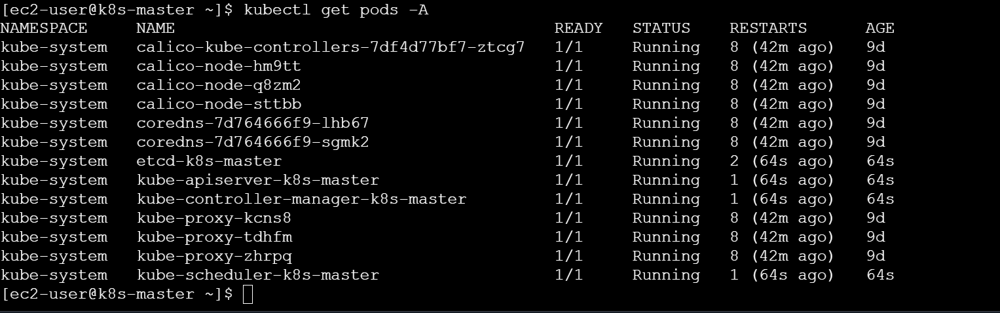 [ec2-user@k8s-master ~]$ kubectl get pods -A
NAMESPACE     NAME                                       READY   STATUS    RESTARTS      AGE
kube-system   calico-kube-controllers-7df4d77bf7-ztcg7   1/1     Running   8 (42m ago)   9d
kube-system   calico-node-hm9tt                          1/1     Running   8 (42m ago)   9d
kube-system   calico-node-q8zm2                          1/1     Running   8 (42m ago)   9d
kube-system   calico-node-sttbb                          1/1     Running   8 (42m ago)   9d
kube-system   coredns-7d764666f9-lhb67                   1/1     Running   8 (42m ago)   9d
kube-system   coredns-7d764666f9-sgmk2                   1/1     Running   8 (42m ago)   9d
kube-system   etcd-k8s-master                            1/1     Running   2 (64s ago)   64s
kube-system   kube-apiserver-k8s-master                  1/1     Running   1 (64s ago)   64s
kube-system   kube-controller-manager-k8s-master         1/1     Running   1 (64s ago)   64s
kube-system   kube-proxy-kcns8                           1/1     Running   8 (42m ago)   9d
kube-system   kube-proxy-tdhfm                           1/1     Running   8 (42m ago)   9d
kube-system   kube-proxy-zhrpq                           1/1     Running   8 (42m ago)   9d
kube-system   kube-scheduler-k8s-master                  1/1     Running   1 (64s ago)   64s
[ec2-user@k8s-master ~]$